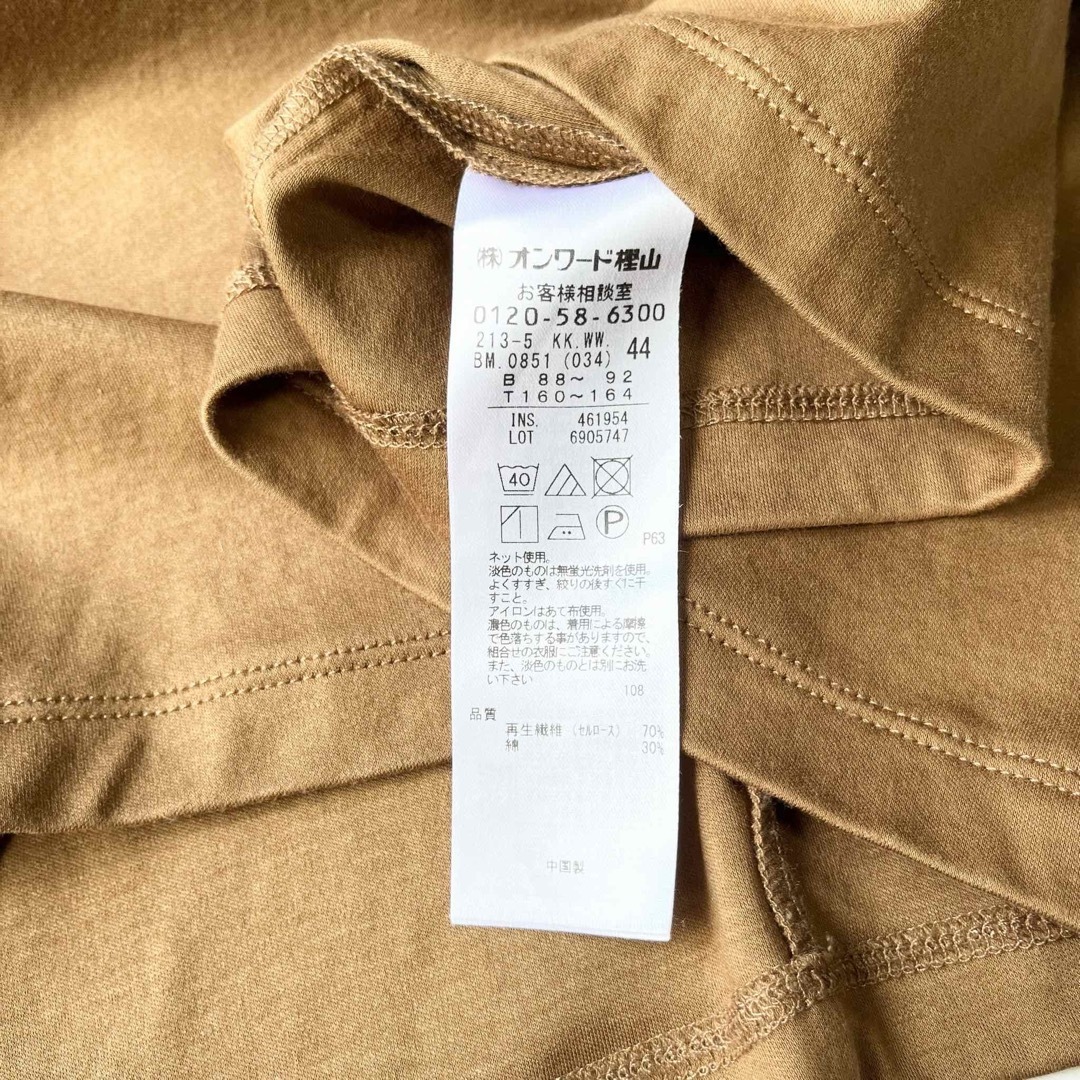 ㈱オンワード樫山
お客様相談室
0120-58-6300
213-5 KK.WW.
BM.0851 (034) 44
B 88～ 92
T160～164
INS. 461954
LOT 6905747
40
P
P63
ネット使用。
淡色のものは無蛍光洗剤を使用。
よくすすぎ、絞りの後すぐに干
すこと。
アイロンはあて布使用。
濃色のものは、着用による摩擦
で色落ちする事がありますので、
組合せの衣服にご注意ください。
また、淡色のものとは別にお洗
い下さい
108
品質
再生繊維（セルロース） 70%
綿 30%
中国製